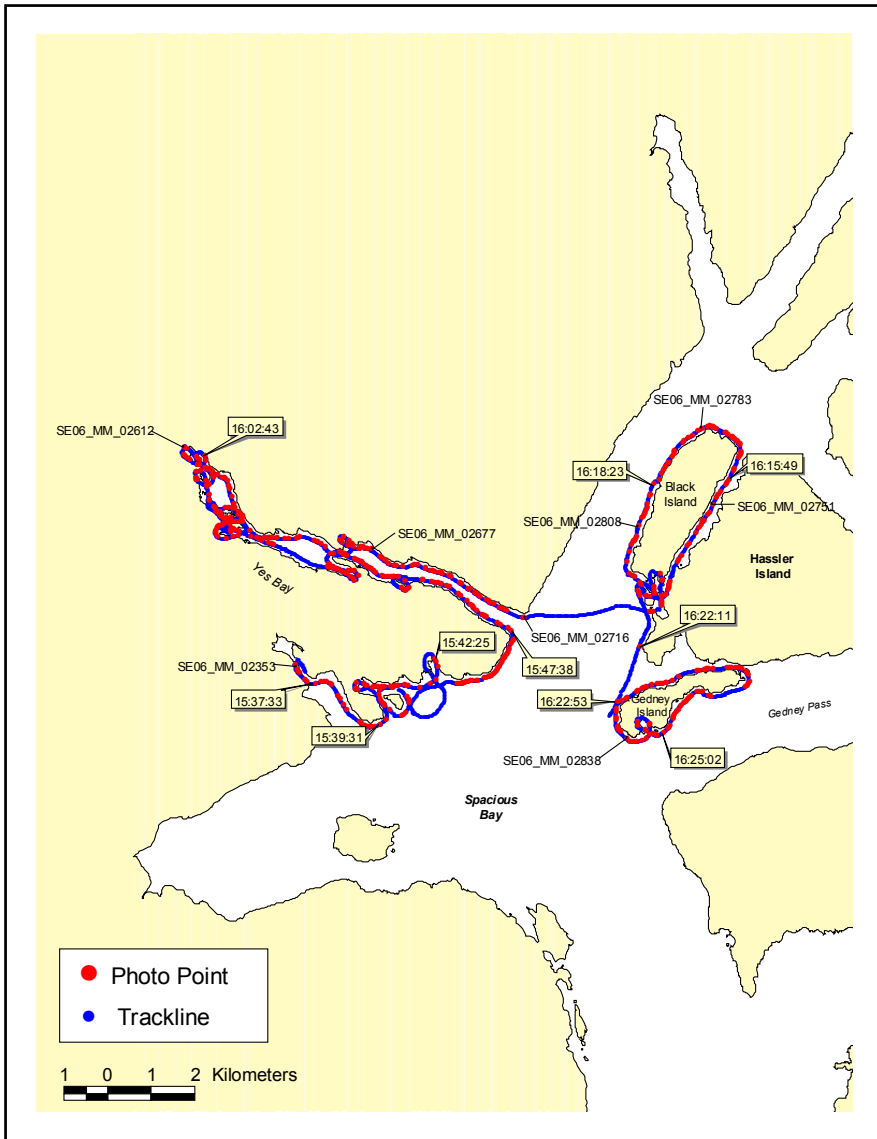 SE06_MM_02783
SE06_MM_02612
16:02:43
16:18:23
16:15:49
Black
Island
SE06_MM_02751
SE06_MM_02808
SE06_MM_02677
Hassler
Island
Yes Bay
16:22:11
SE06_MM_02716
15:42:25
15:47:38
SE06_MM_02353
15:37:33
16:22:53
Gedney
Island
Gedney Pass
15:39:31
SE06_MM_02838
16:25:02
Spacious
Bay
Photo Point
Trackline
1 0 1 2 Kilometers